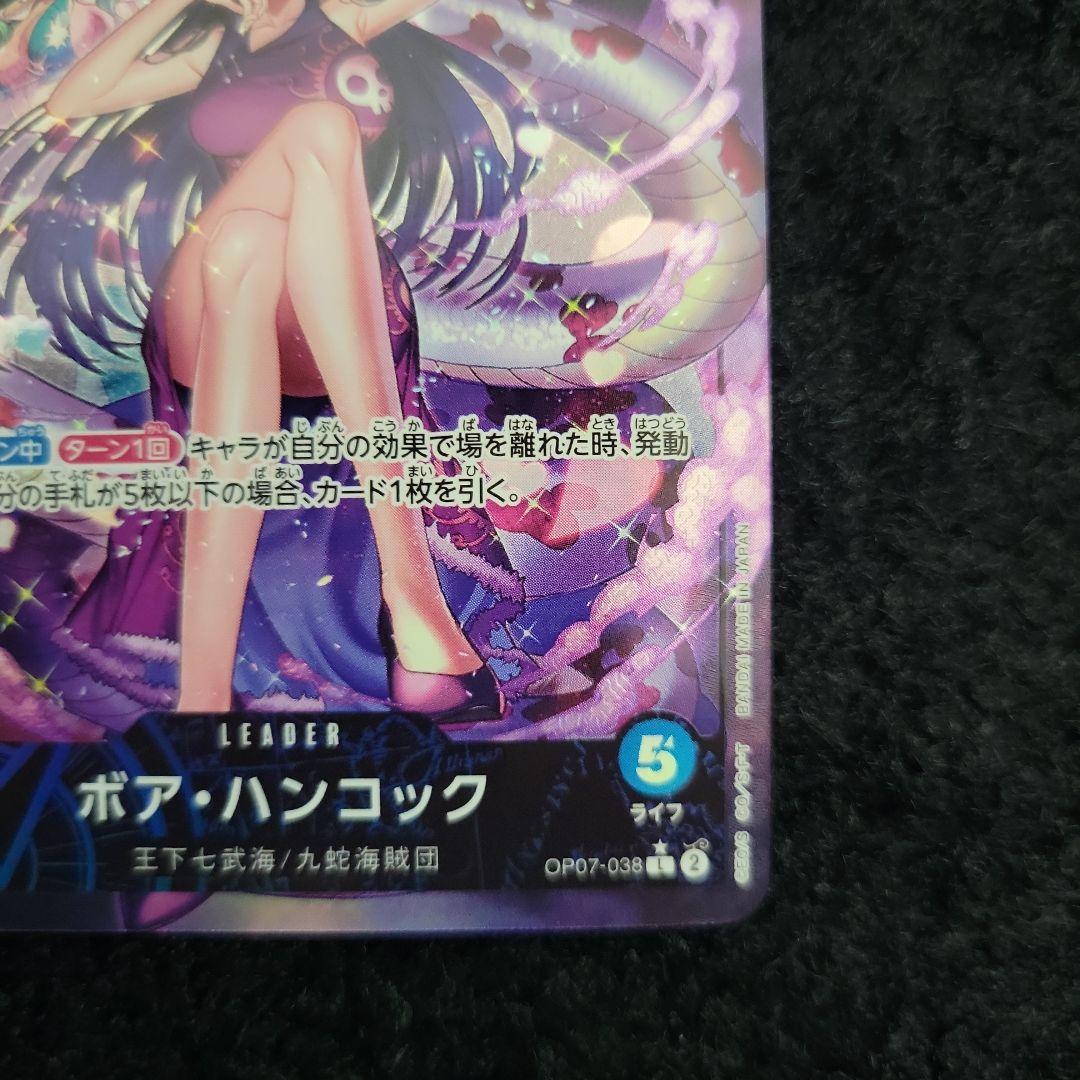 ン中 ターン1回 キャラが自分の効果で場を離れた時、発動
分の手札が5枚以下の場合、カード1枚を引く。
BANDAI MADE IN JAPAN
LEADER
ボア・ハンコック
王下七武海/九蛇海賊団
5
ライフ
OP07-038 L 2